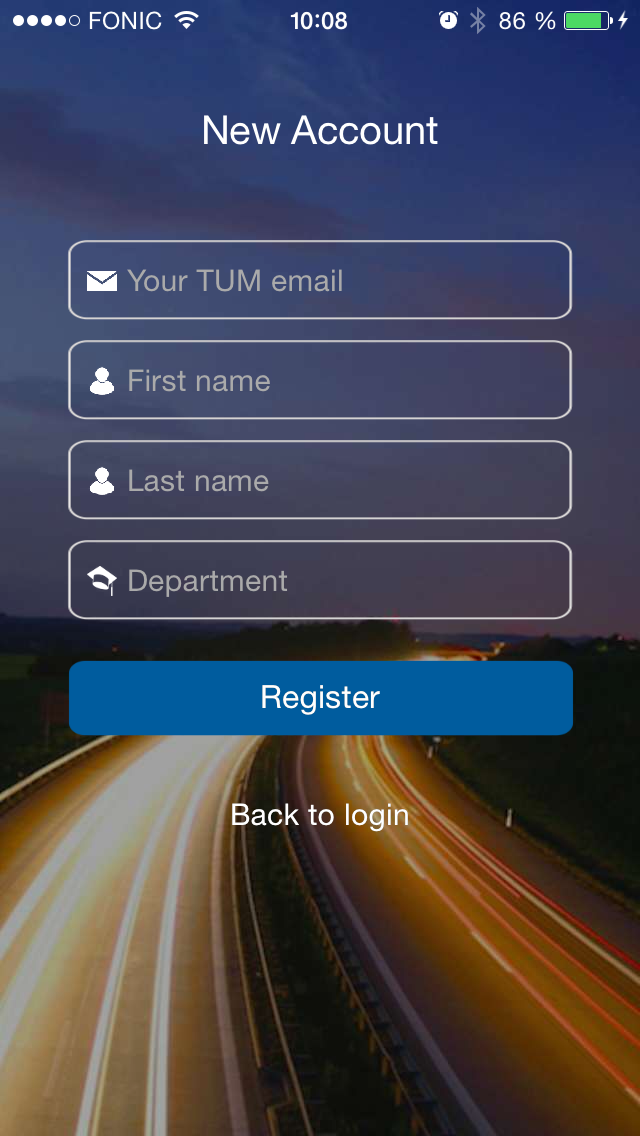 FONIC 10:08 86 %
New Account
Your TUM email
First name
Last name
Department
Register
Back to login